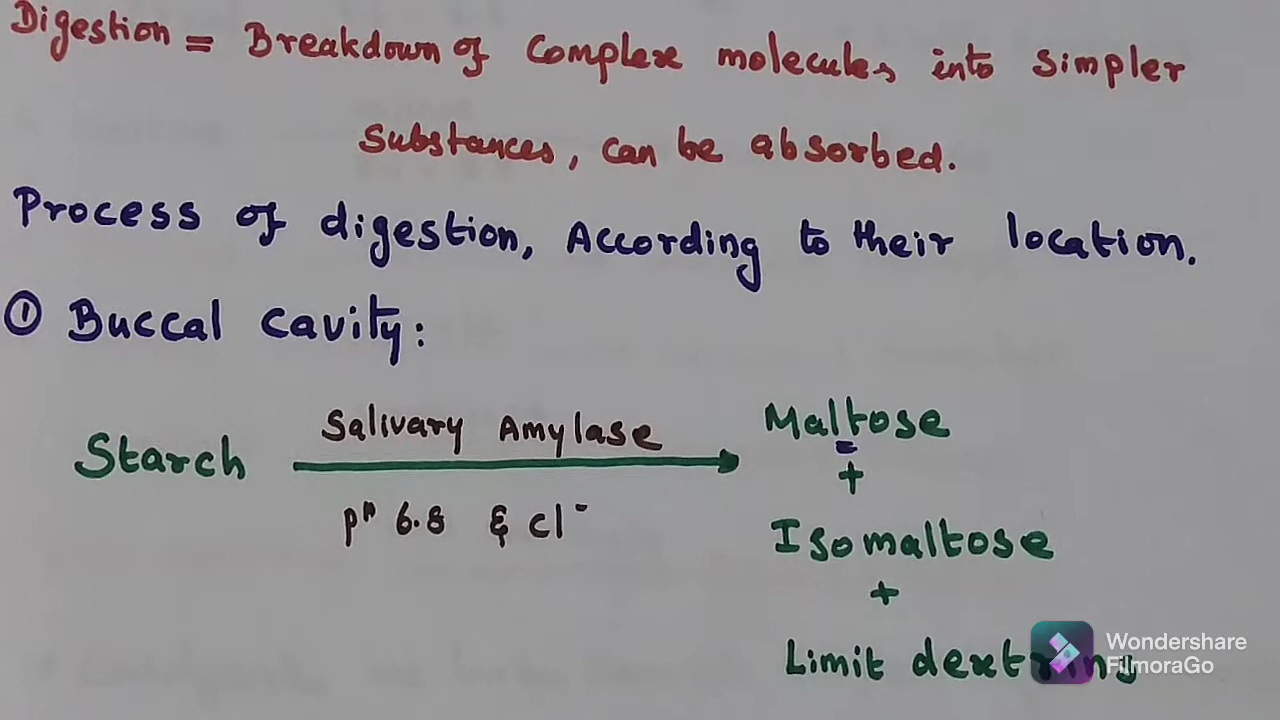 Digestion = Breakdown of complex molecules into simpler
substances, can be absorbed.
Process of digestion, According to their location.
① Buccal cavity:
Starch
Salivary Amylase
pH 6.8 & cl⁻
Maltose
+
Isomaltose
+
Limit dextrins
Wondershare
FilmoraGo